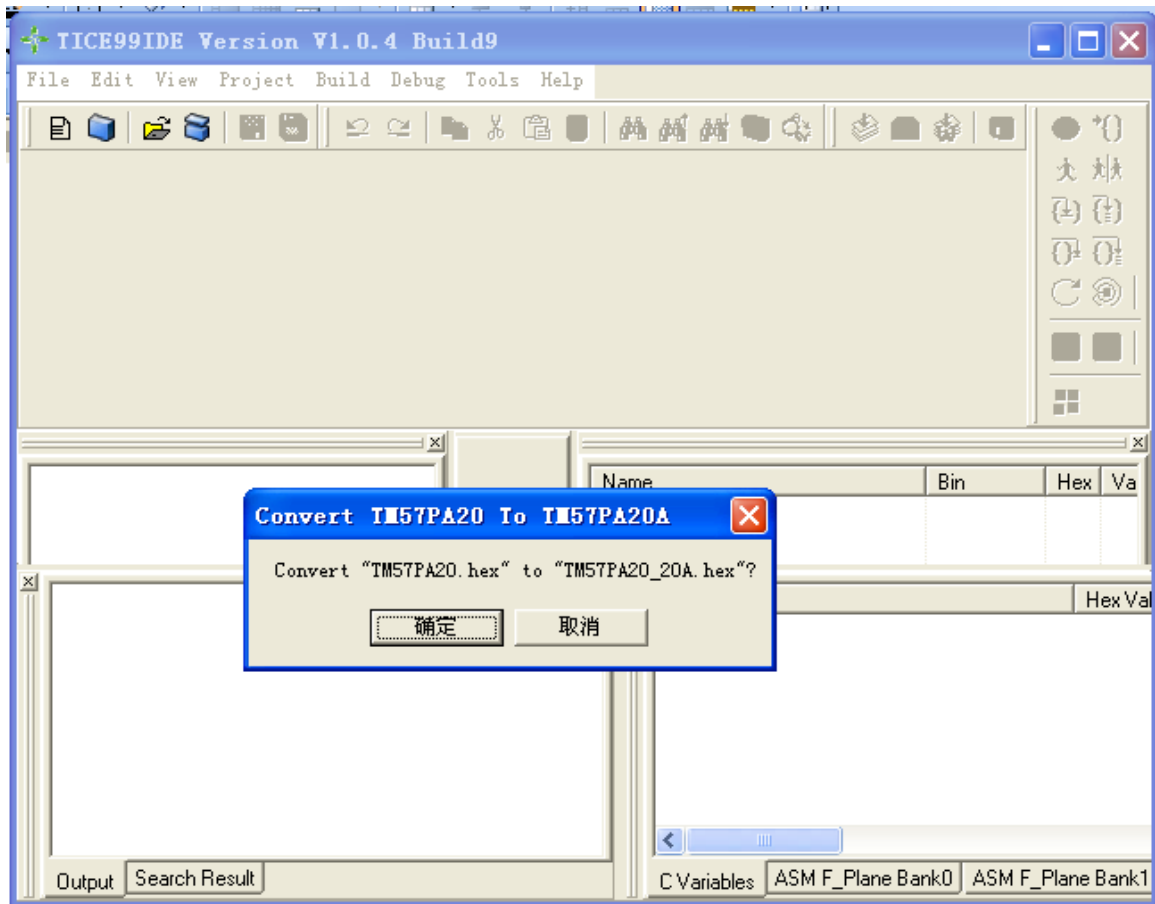 TICE99IDE Version V1.0.4 Build9
File Edit View Project Build Debug Tools Help
Name Bin Hex Va
Convert TM57PA20 To TM57PA20A
Convert "TM57PA20.hex" to "TM57PA20_20A.hex"?
确定 取消
Hex Val
Output Search Result
C Variables ASM F_Plane Bank0 ASM F_Plane Bank1